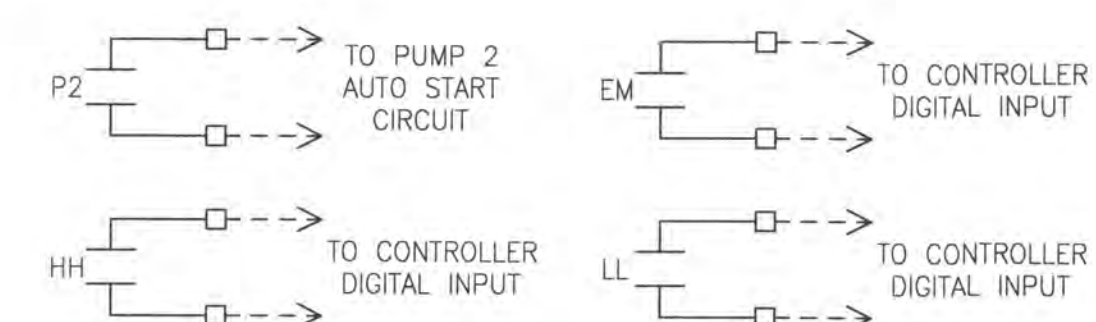 P2
TO PUMP 2
AUTO START
CIRCUIT
EM
TO CONTROLLER
DIGITAL INPUT
HH
TO CONTROLLER
DIGITAL INPUT
LL
TO CONTROLLER
DIGITAL INPUT